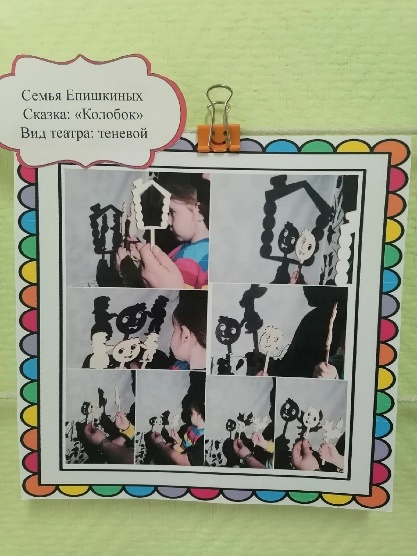 Семья Епишкиных
Сказка: «Колобок»
Вид театра: теневой